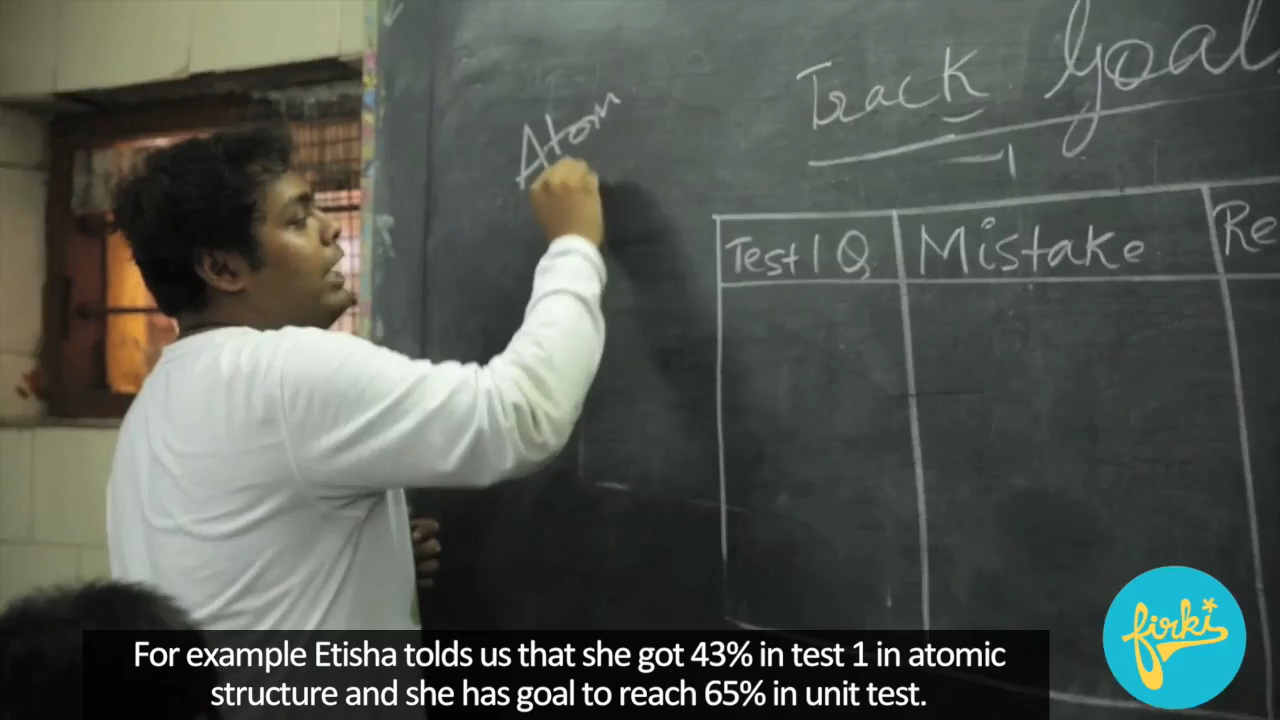 Track Goal
Atom
Test 1 Q Mistake Re
For example Etisha tolds us that she got 43% in test 1 in atomic
structure and she has goal to reach 65% in unit test.
firki